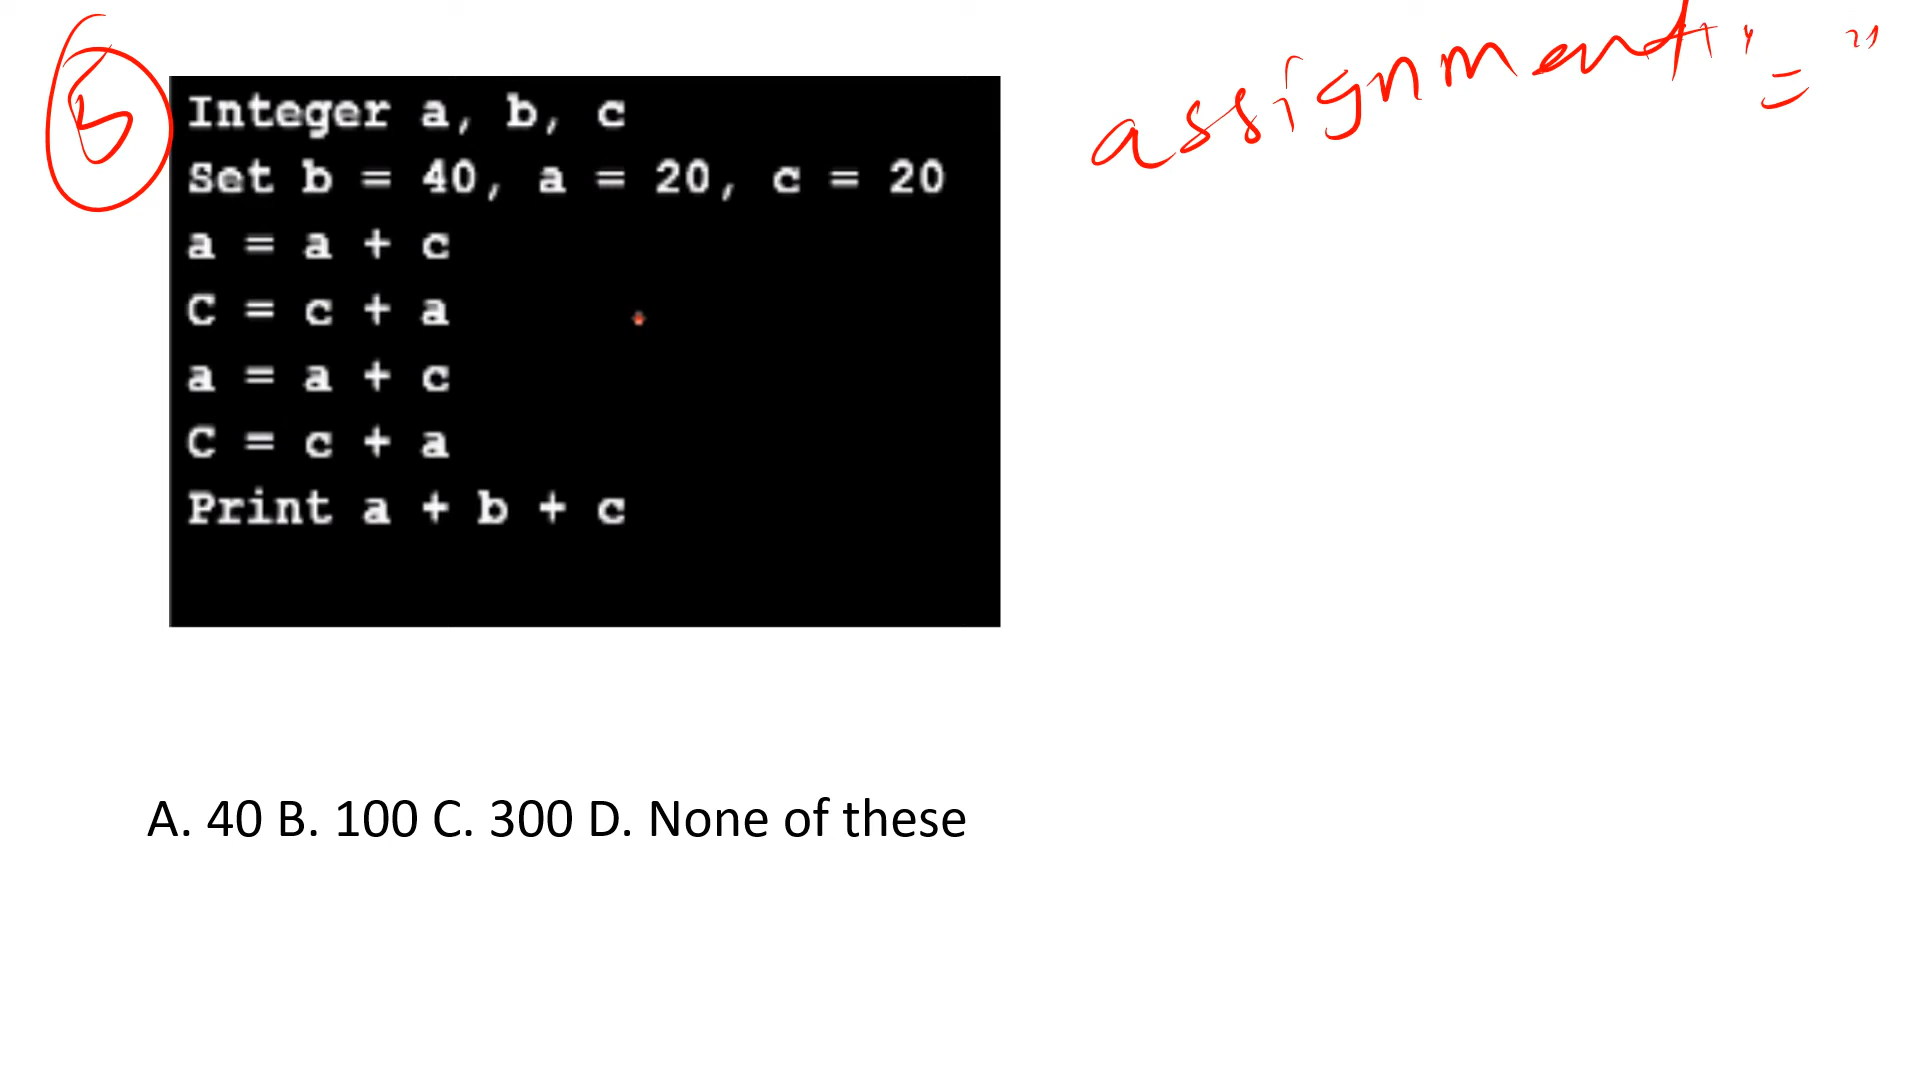 5
assignment "="
Integer a, b, c
Set b = 40, a = 20, c = 20
a = a + c
C = c + a
a = a + c
C = c + a
Print a + b + c
A. 40 B. 100 C. 300 D. None of these